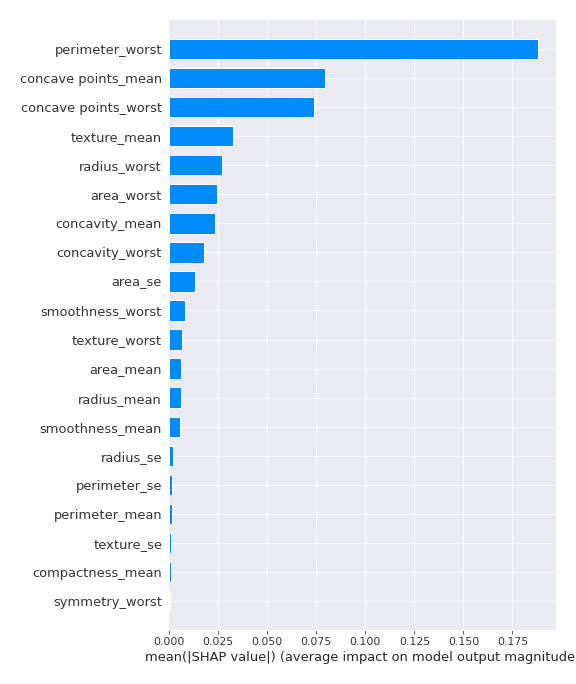 perimeter_worst
concave points_mean
concave points_worst
texture_mean
radius_worst
area_worst
concavity_mean
concavity_worst
area_se
smoothness_worst
texture_worst
area_mean
radius_mean
smoothness_mean
radius_se
perimeter_se
perimeter_mean
texture_se
compactness_mean
symmetry_worst
0.000 0.025 0.050 0.075 0.100 0.125 0.150 0.175
mean(|SHAP value|) (average impact on model output magnitude